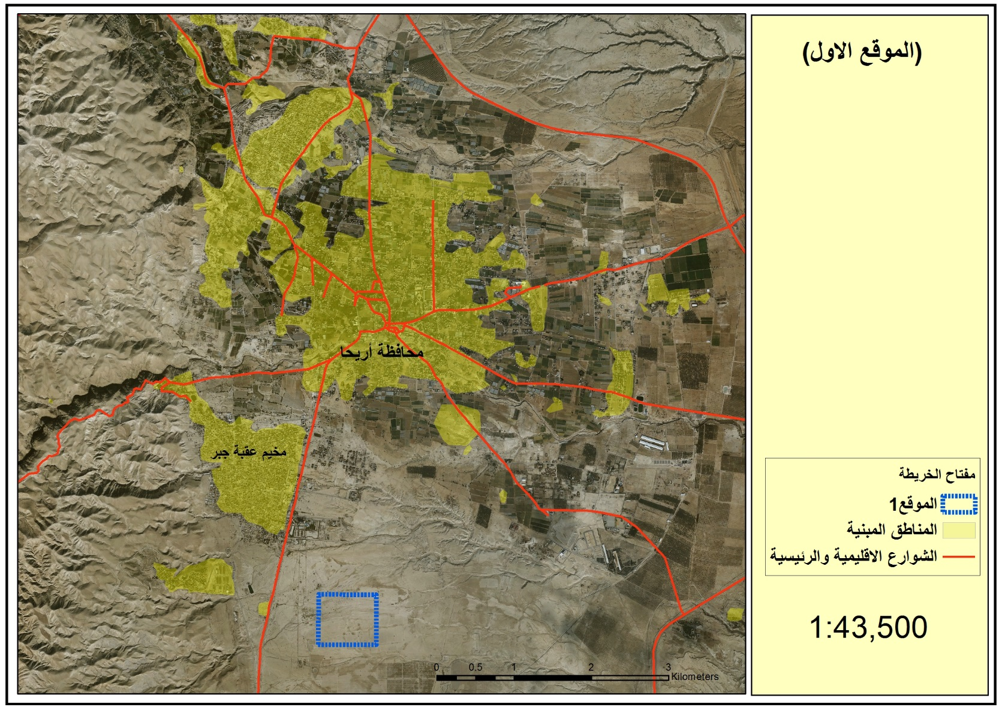 (الموقع الاول)
محافظة أريحا
مخيم عقبة جبر
مفتاح الخريطة
الموقع1
المناطق المبنية
الشوارع الاقليمية والرئيسية
1:43,500
0 0.5 1 2 3
Kilometers